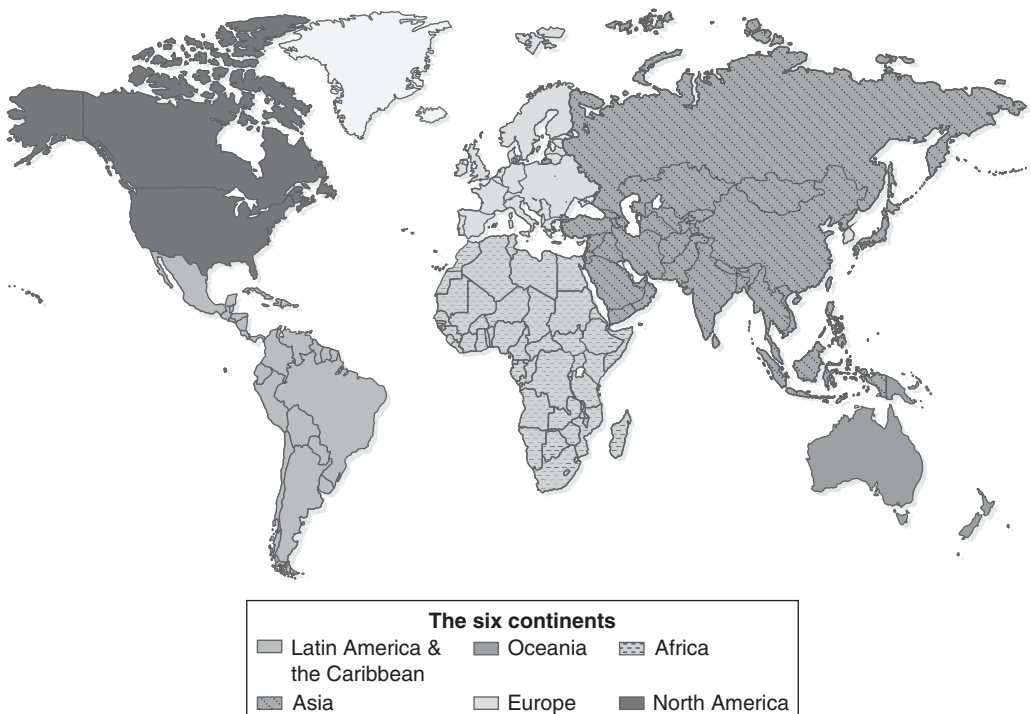 The six continents
Latin America &
the Caribbean
Oceania
Africa
Asia
Europe
North America